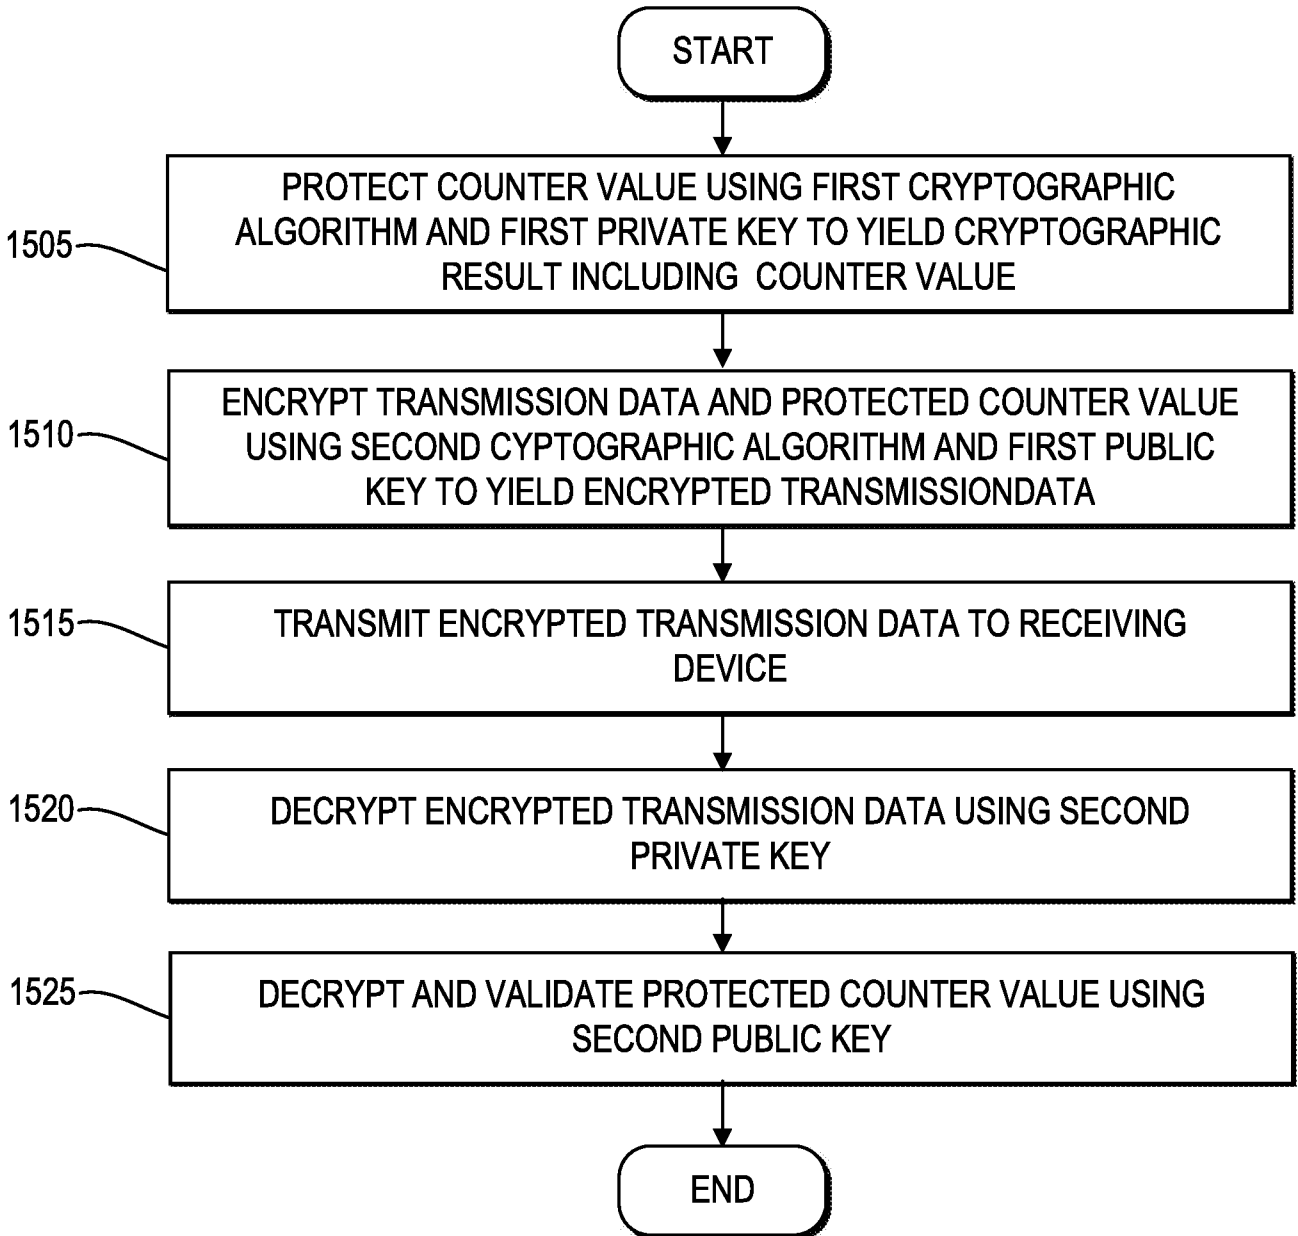 START
PROTECT COUNTER VALUE USING FIRST CRYPTOGRAPHIC
ALGORITHM AND FIRST PRIVATE KEY TO YIELD CRYPTOGRAPHIC
RESULT INCLUDING COUNTER VALUE
1505
ENCRYPT TRANSMISSION DATA AND PROTECTED COUNTER VALUE
USING SECOND CYPTOGRAPHIC ALGORITHM AND FIRST PUBLIC
KEY TO YIELD ENCRYPTED TRANSMISSIONDATA
1510
TRANSMIT ENCRYPTED TRANSMISSION DATA TO RECEIVING
DEVICE
1515
DECRYPT ENCRYPTED TRANSMISSION DATA USING SECOND
PRIVATE KEY
1520
DECRYPT AND VALIDATE PROTECTED COUNTER VALUE USING
SECOND PUBLIC KEY
1525
END